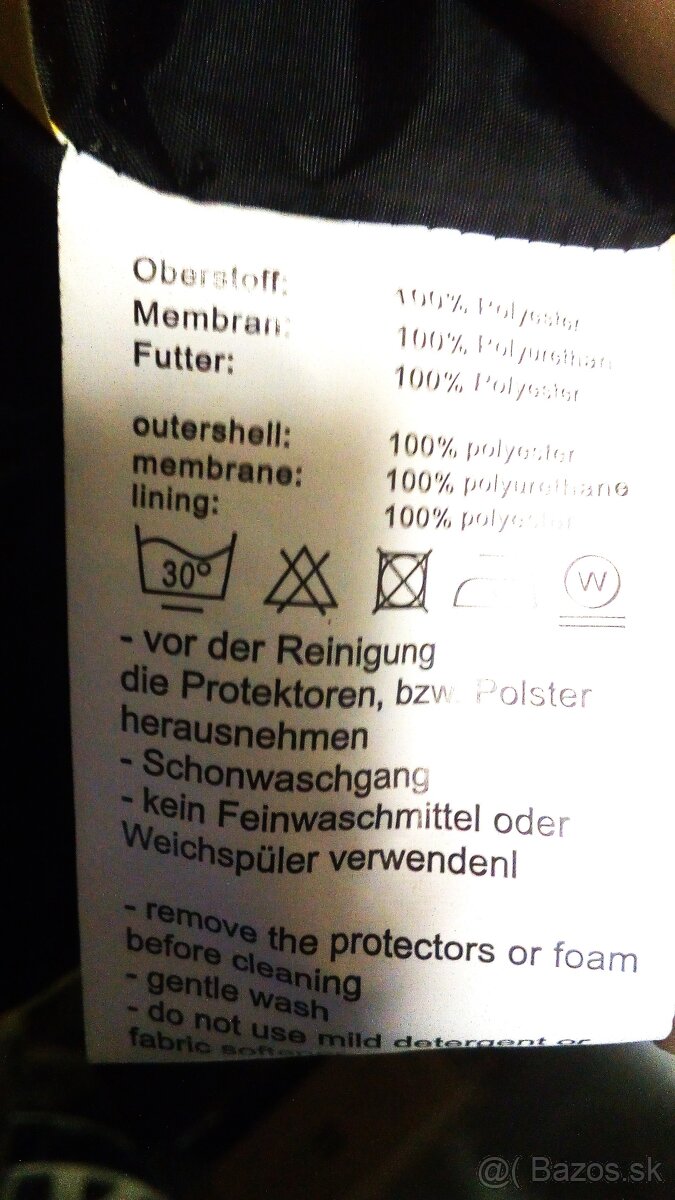 Oberstoff: 100% Polyester
Membran: 100% Polyurethan
Futter: 100% Polyester
outershell: 100% polyester
membrane: 100% polyurethane
lining: 100% polyester
30° W
- vor der Reinigung
die Protektoren, bzw. Polster
herausnehmen
- Schonwaschgang
- kein Feinwaschmittel oder
Weichspüler verwenden!
- remove the protectors or foam
before cleaning
- gentle wash
- do not use mild detergent or
fabric
@( Bazos.sk